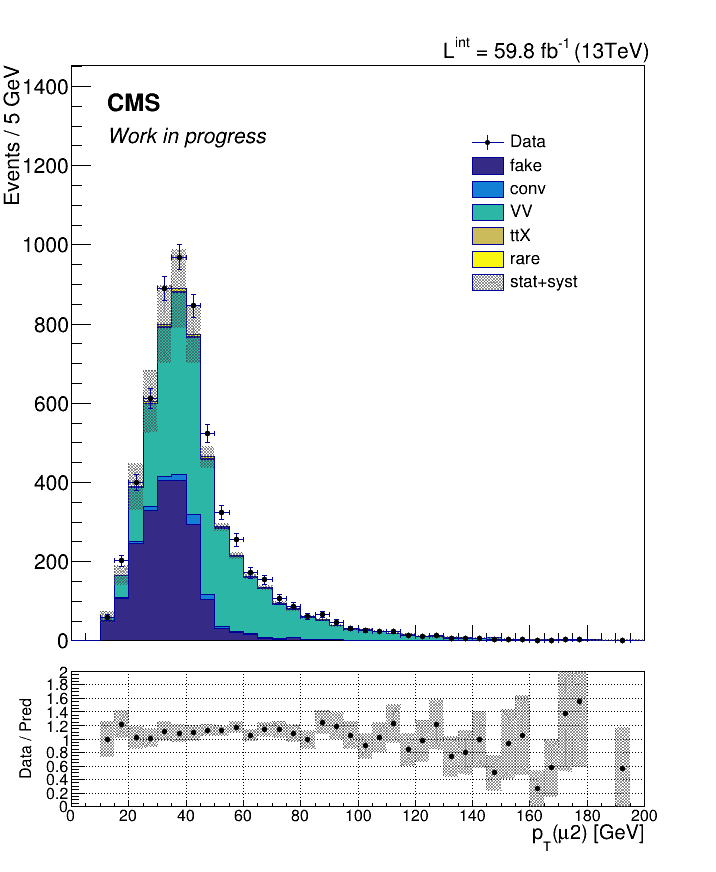 L^int = 59.8 fb^-1 (13TeV)
Events / 5 GeV
1400
1200
1000
800
600
400
200
0
CMS
Work in progress
Data
fake
conv
VV
ttX
rare
stat+syst
Data / Pred
2
1.8
1.6
1.4
1.2
1
0.8
0.6
0.4
0.2
0
0 20 40 60 80 100 120 140 160 180 200
p_T(μ2) [GeV]